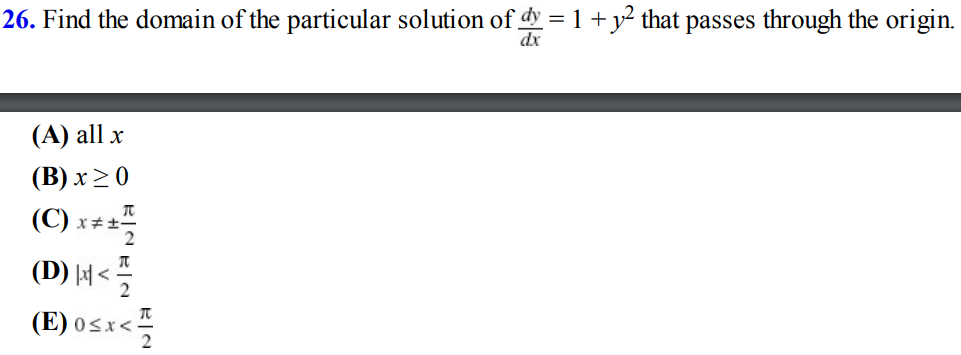 26. Find the domain of the particular solution of dy/dx = 1 + y² that passes through the origin.
(A) all x
(B) x ≥ 0
(C) x ≠ ±π/2
(D) |x| < π/2
(E) 0 ≤ x < π/2